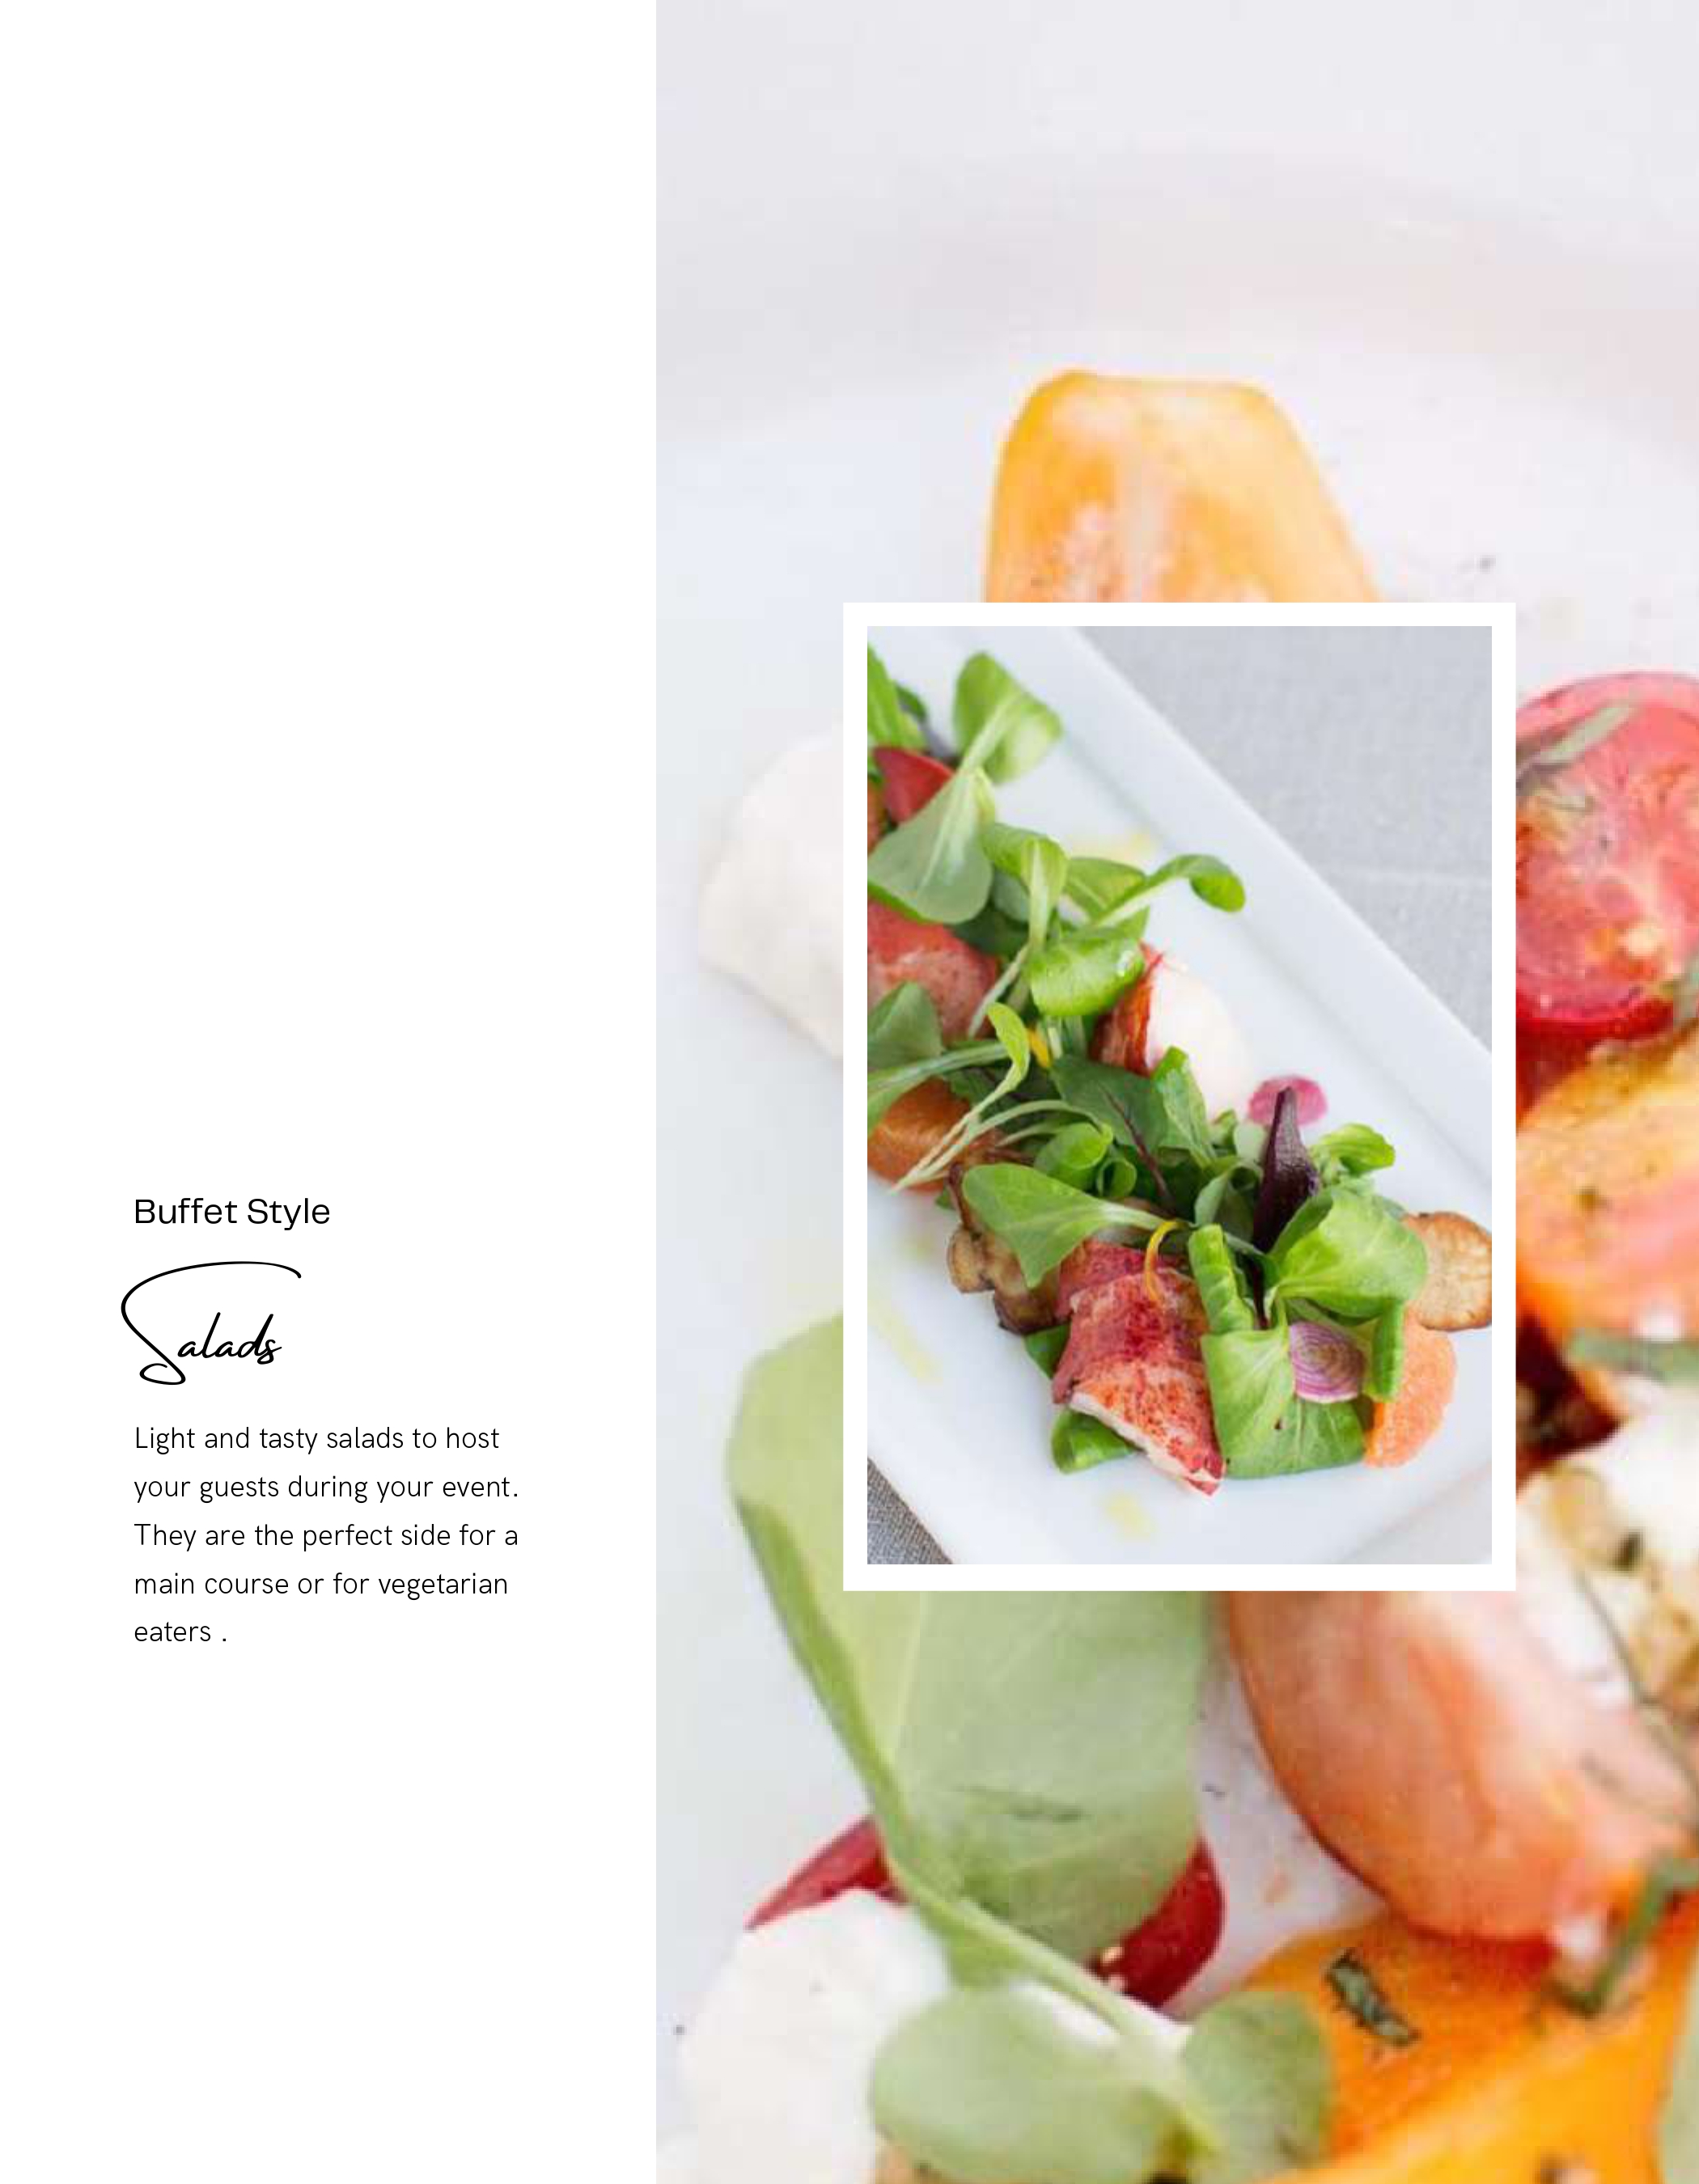 Buffet Style
Salads
Light and tasty salads to host
your guests during your event.
They are the perfect side for a
main course or for vegetarian
eaters .